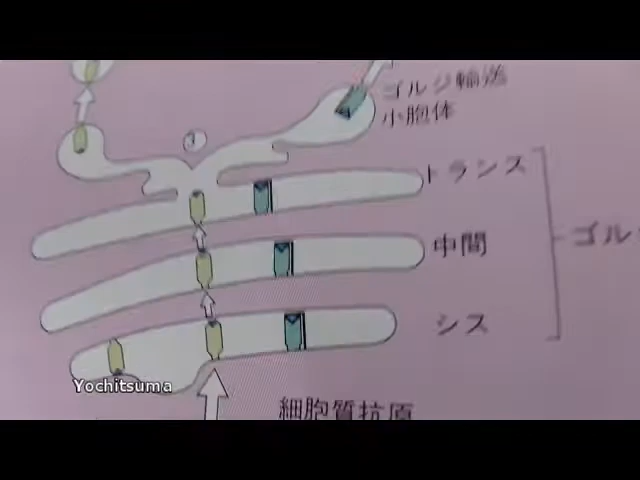 ゴルジ輸送
小胞体
トランス
中間
ゴル
シス
Yochitsuma
細胞質抗原